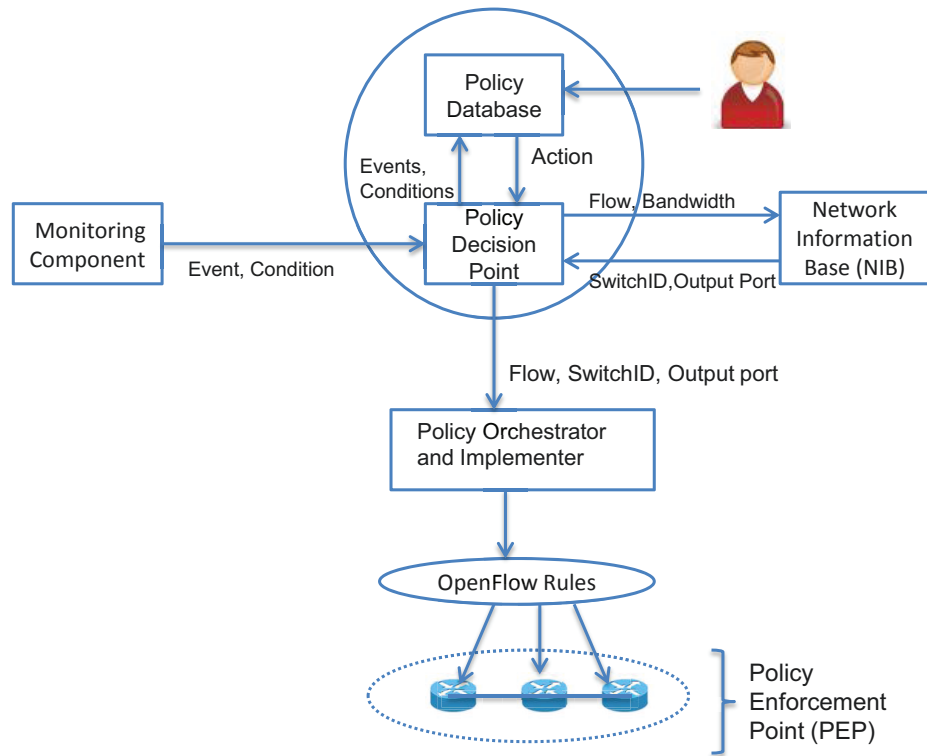 Policy
Database
Events,
Conditions
Action
Monitoring
Component
Event, Condition
Policy
Decision
Point
Flow, Bandwidth
SwitchID,Output Port
Network
Information
Base (NIB)
Flow, SwitchID, Output port
Policy Orchestrator
and Implementer
OpenFlow Rules
Policy
Enforcement
Point (PEP)